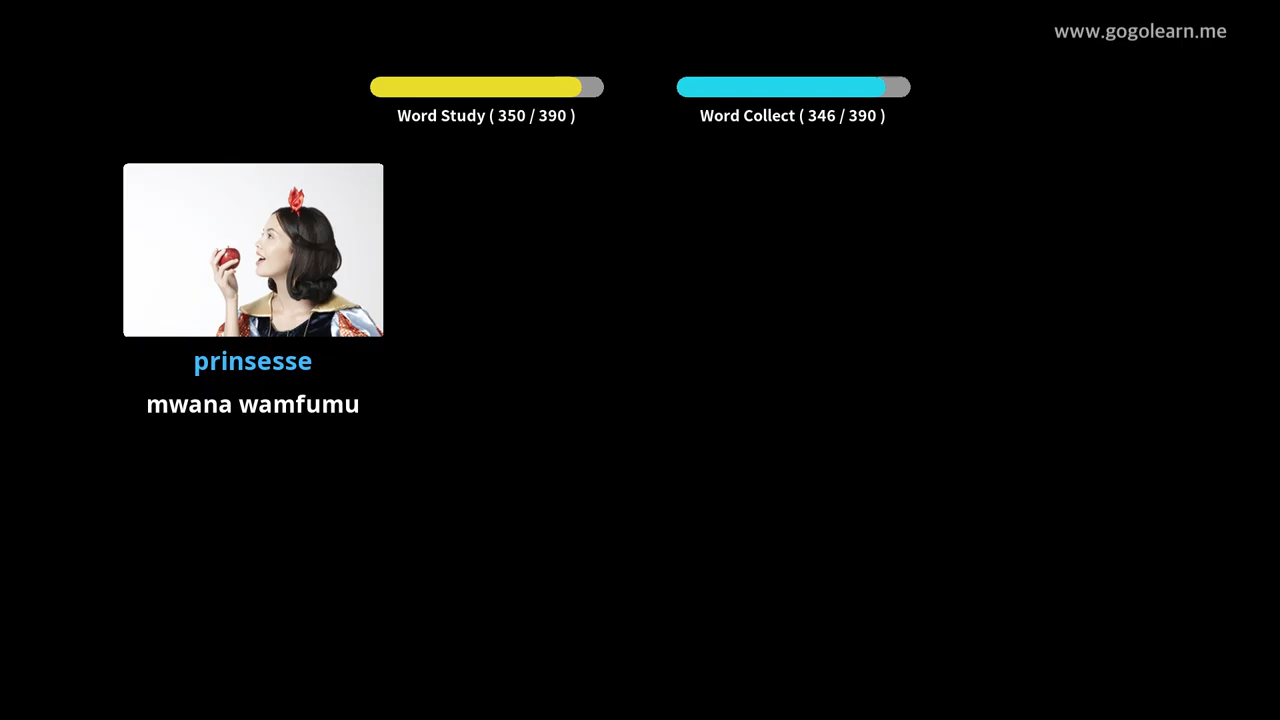 www.gogolearn.me
Word Study ( 350 / 390 )
Word Collect ( 346 / 390 )
prinsesse
mwana wamfumu